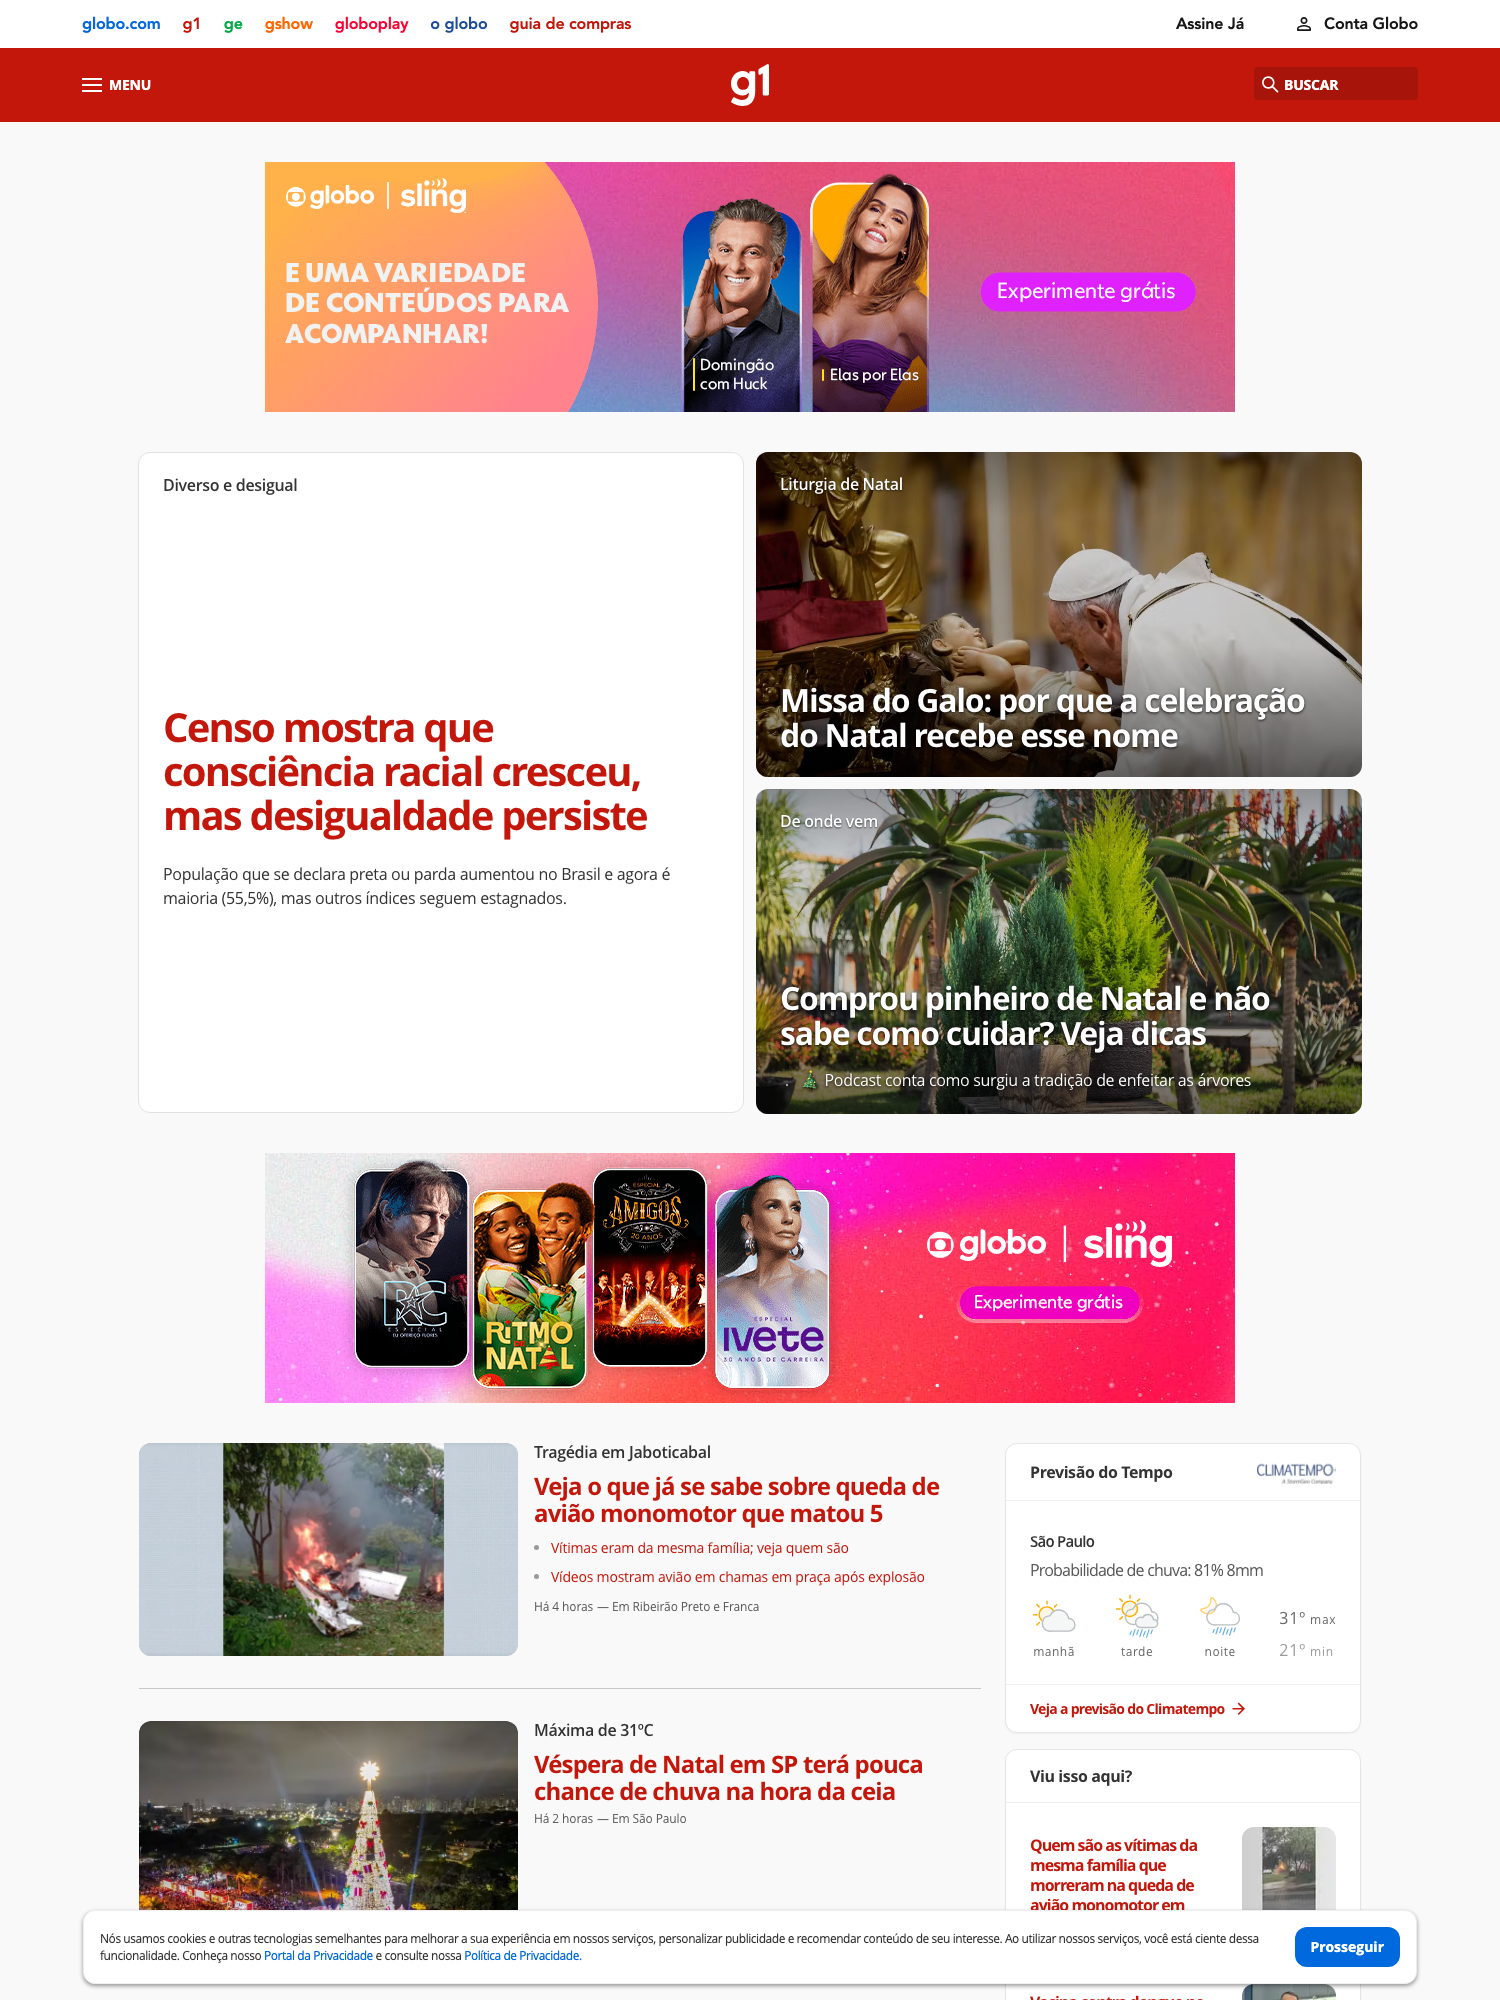 globo.com g1 ge gshow globoplay o globo guia de compras Assine Já Conta Globo
MENU g1 BUSCAR
globo sling
E UMA VARIEDADE
DE CONTEÚDOS PARA
ACOMPANHAR!
Domingão
com Huck
Elas por Elas
Experimente grátis
Diverso e desigual
Censo mostra que
consciência racial cresceu,
mas desigualdade persiste
População que se declara preta ou parda aumentou no Brasil e agora é
maioria (55,5%), mas outros índices seguem estagnados.
Liturgia de Natal
Missa do Galo: por que a celebração
do Natal recebe esse nome
De onde vem
Comprou pinheiro de Natal e não
sabe como cuidar? Veja dicas
. 🎄 Podcast conta como surgiu a tradição de enfeitar as árvores
RC
ESPECIAL
EU OFEREÇO FLORES
RITMO
NATAL
ESPECIAL
AMIGOS
20 ANOS
ESPECIAL
IVete
30 ANOS DE CARREIRA
globo sling
Experimente grátis
Tragédia em Jaboticabal
Veja o que já se sabe sobre queda de
avião monomotor que matou 5
Vítimas eram da mesma família; veja quem são
Vídeos mostram avião em chamas em praça após explosão
Há 4 horas — Em Ribeirão Preto e Franca
Máxima de 31ºC
Véspera de Natal em SP terá pouca
chance de chuva na hora da ceia
Há 2 horas — Em São Paulo
Previsão do Tempo CLIMATEMPO
A StormGeo Company
São Paulo
Probabilidade de chuva: 81% 8mm
31º max
21º min
manhã tarde noite
Veja a previsão do Climatempo
Viu isso aqui?
Quem são as vítimas da
mesma família que
morreram na queda de
avião monomotor em
Nós usamos cookies e outras tecnologias semelhantes para melhorar a sua experiência em nossos serviços, personalizar publicidade e recomendar conteúdo de seu interesse. Ao utilizar nossos serviços, você está ciente dessa
funcionalidade. Conheça nosso Portal da Privacidade e consulte nossa Política de Privacidade.
Prosseguir